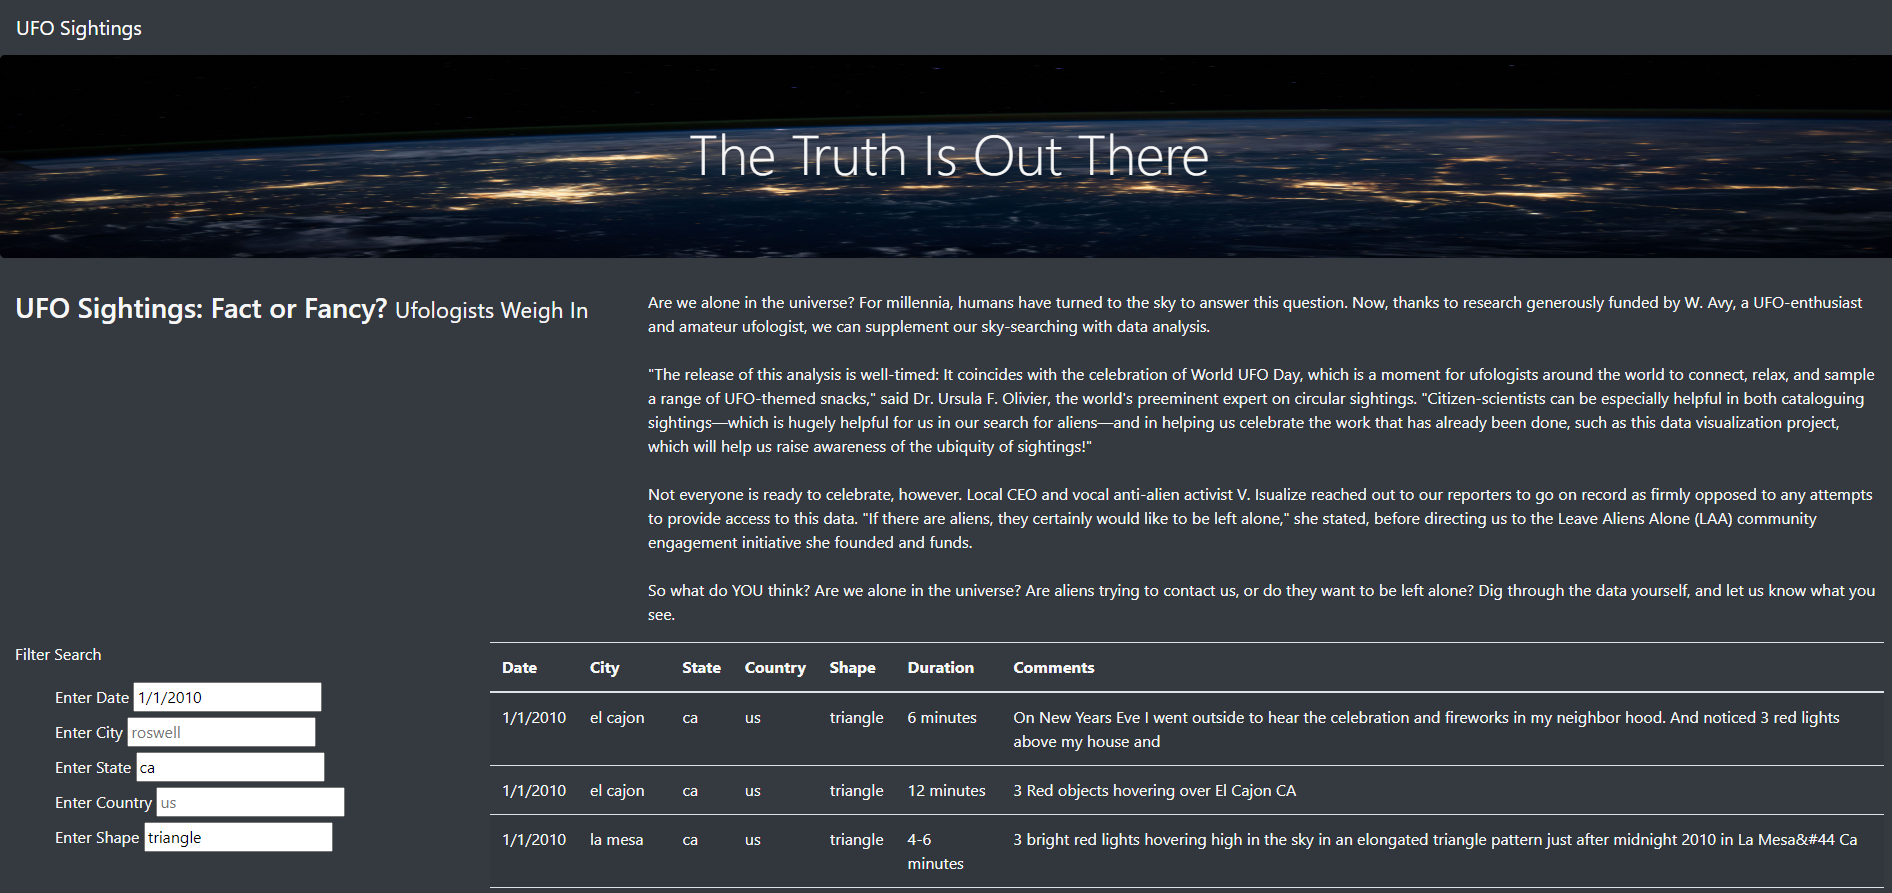 UFO Sightings
The Truth Is Out There
UFO Sightings: Fact or Fancy? Ufologists Weigh In
Are we alone in the universe? For millennia, humans have turned to the sky to answer this question. Now, thanks to research generously funded by W. Avy, a UFO-enthusiast
and amateur ufologist, we can supplement our sky-searching with data analysis.
"The release of this analysis is well-timed: It coincides with the celebration of World UFO Day, which is a moment for ufologists around the world to connect, relax, and sample
a range of UFO-themed snacks," said Dr. Ursula F. Olivier, the world's preeminent expert on circular sightings. "Citizen-scientists can be especially helpful in both cataloguing
sightings—which is hugely helpful for us in our search for aliens—and in helping us celebrate the work that has already been done, such as this data visualization project,
which will help us raise awareness of the ubiquity of sightings!"
Not everyone is ready to celebrate, however. Local CEO and vocal anti-alien activist V. Isualize reached out to our reporters to go on record as firmly opposed to any attempts
to provide access to this data. "If there are aliens, they certainly would like to be left alone," she stated, before directing us to the Leave Aliens Alone (LAA) community
engagement initiative she founded and funds.
So what do YOU think? Are we alone in the universe? Are aliens trying to contact us, or do they want to be left alone? Dig through the data yourself, and let us know what you
see.
Filter Search
Enter Date 1/1/2010
Enter City roswell
Enter State ca
Enter Country us
Enter Shape triangle
Date City State Country Shape Duration Comments
1/1/2010 el cajon ca us triangle 6 minutes On New Years Eve I went outside to hear the celebration and fireworks in my neighbor hood. And noticed 3 red lights
above my house and
1/1/2010 el cajon ca us triangle 12 minutes 3 Red objects hovering over El Cajon CA
1/1/2010 la mesa ca us triangle 4-6 3 bright red lights hovering high in the sky in an elongated triangle pattern just after midnight 2010 in La Mesa&#44 Ca
minutes